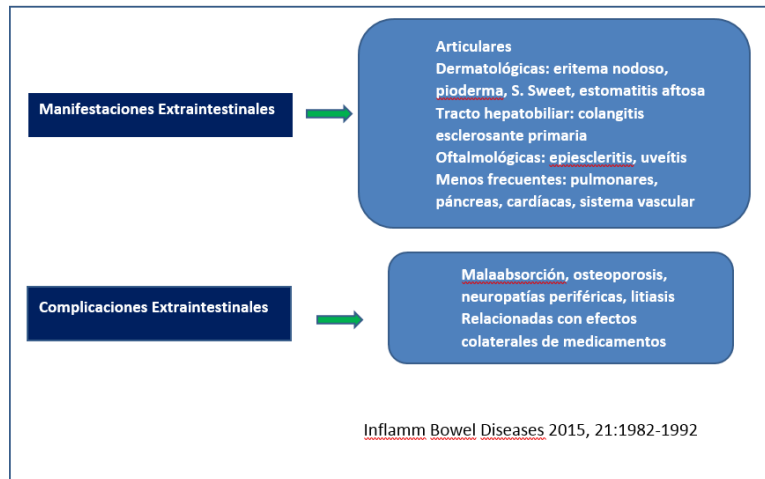 Manifestaciones Extraintestinales
Articulares
Dermatológicas: eritema nodoso,
pioderma, S. Sweet, estomatitis aftosa
Tracto hepatobiliar: colangitis
esclerosante primaria
Oftalmológicas: epiescleritis, uveítis
Menos frecuentes: pulmonares,
páncreas, cardíacas, sistema vascular
Complicaciones Extraintestinales
Malaabsorción, osteoporosis,
neuropatías periféricas, litiasis
Relacionadas con efectos
colaterales de medicamentos
Inflamm Bowel Diseases 2015, 21:1982-1992